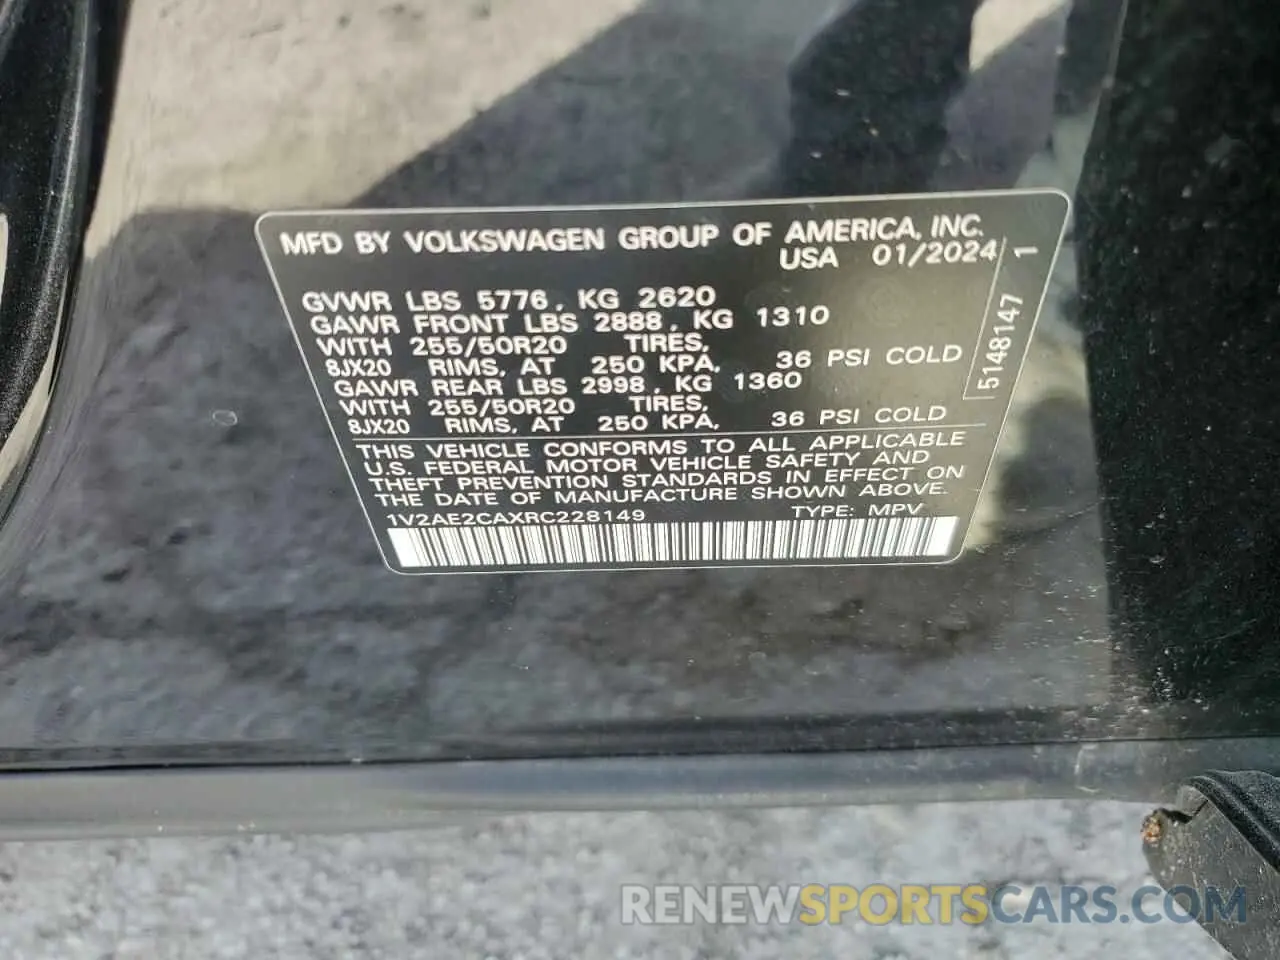 MFD BY VOLKSWAGEN GROUP OF AMERICA, INC.
USA 01/2024
GVWR LBS 5776, KG 2620
GAWR FRONT LBS 2888, KG 1310
WITH 255/50R20 TIRES,
8JX20 RIMS, AT 250 KPA, 36 PSI COLD
GAWR REAR LBS 2998, KG 1360
WITH 255/50R20 TIRES,
8JX20 RIMS, AT 250 KPA, 36 PSI COLD
THIS VEHICLE CONFORMS TO ALL APPLICABLE
U.S. FEDERAL MOTOR VEHICLE SAFETY AND
THEFT PREVENTION STANDARDS IN EFFECT ON
THE DATE OF MANUFACTURE SHOWN ABOVE.
1V2AE2CAXRC228149 TYPE: MPV
5148147 1
RENEWSPORTSCARS.COM